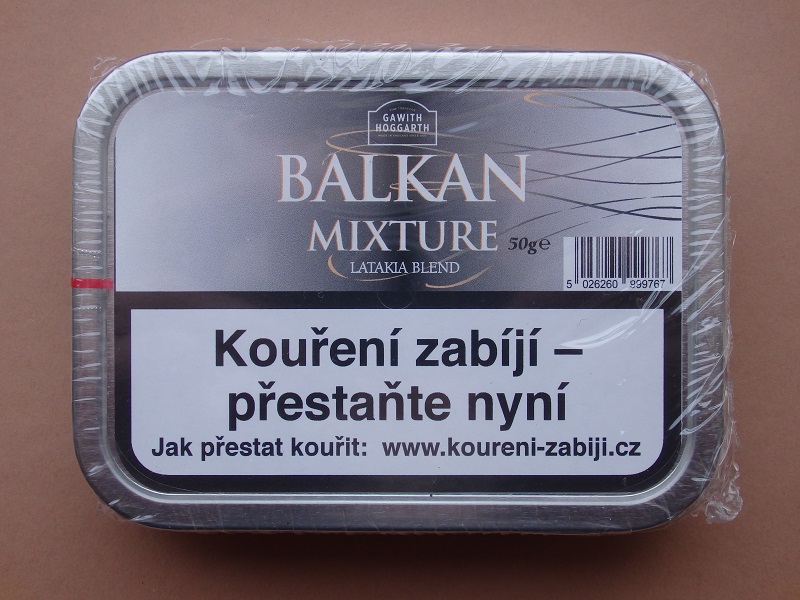 GAWITH
HOGGARTH
BALKAN
MIXTURE
50g e
LATAKIA BLEND
5 026260 899767
Kouření zabíjí –
přestaňte nyní
Jak přestat kouřit: www.koureni-zabiji.cz